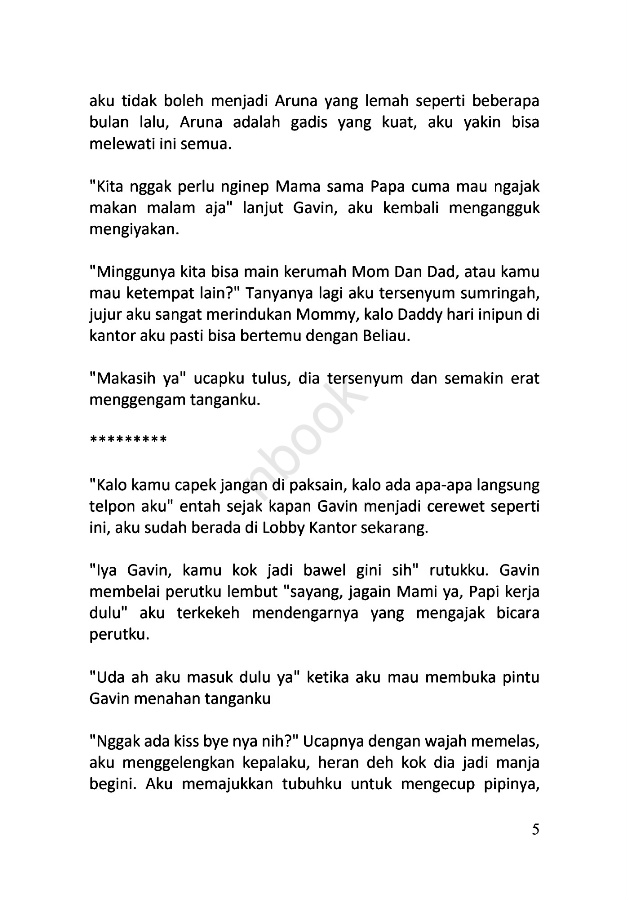 aku tidak boleh menjadi Aruna yang lemah seperti beberapa
bulan lalu, Aruna adalah gadis yang kuat, aku yakin bisa
melewati ini semua.
"Kita nggak perlu nginep Mama sama Papa cuma mau ngajak
makan malam aja" lanjut Gavin, aku kembali mengangguk
mengiyakan.
"Minggunya kita bisa main kerumah Mom Dan Dad, atau kamu
mau ketempat lain?" Tanyanya lagi aku tersenyum sumringah,
jujur aku sangat merindukan Mommy, kalo Daddy hari inipun di
kantor aku pasti bisa bertemu dengan Beliau.
"Makasih ya" ucapku tulus, dia tersenyum dan semakin erat
menggengam tanganku.
*********
"Kalo kamu capek jangan di paksain, kalo ada apa-apa langsung
telpon aku" entah sejak kapan Gavin menjadi cerewet seperti
ini, aku sudah berada di Lobby Kantor sekarang.
"Iya Gavin, kamu kok jadi bawel gini sih" rutukku. Gavin
membelai perutku lembut "sayang, jagain Mami ya, Papi kerja
dulu" aku terkekeh mendengarnya yang mengajak bicara
perutku.
"Uda ah aku masuk dulu ya" ketika aku mau membuka pintu
Gavin menahan tanganku
"Nggak ada kiss bye nya nih?" Ucapnya dengan wajah memelas,
aku menggelengkan kepalaku, heran deh kok dia jadi manja
begini. Aku memajukkan tubuhku untuk mengecup pipinya,
5
nbook